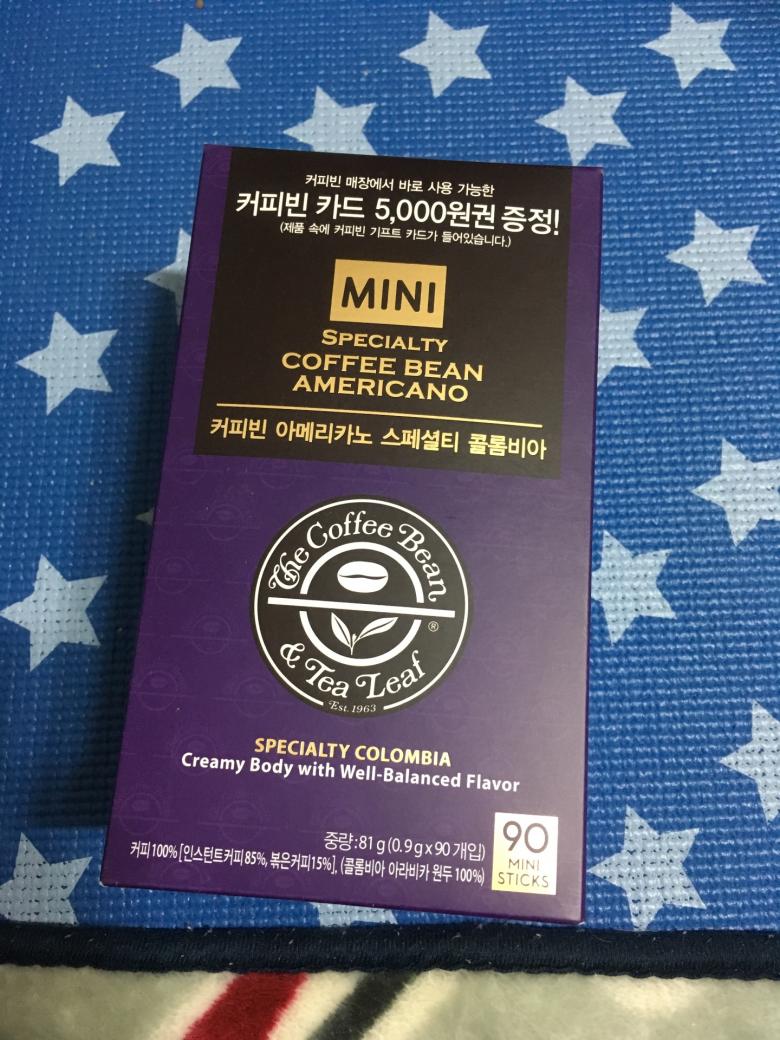 커피빈 매장에서 바로 사용 가능한
커피빈 카드 5,000원권 증정!
(제품 속에 커피빈 기프트 카드가 들어있습니다.)
MINI
SPECIALTY
COFFEE BEAN
AMERICANO
커피빈 아메리카노 스페셜티 콜롬비아
The Coffee Bean
®
& Tea Leaf
Est. 1963
SPECIALTY COLOMBIA
Creamy Body with Well-Balanced Flavor
중량:81g(0.9g x 90개입)
커피100% [인스턴트커피85%, 볶은커피15%], (콜롬비아 아라비카 원두 100%)
90
MINI
STICKS